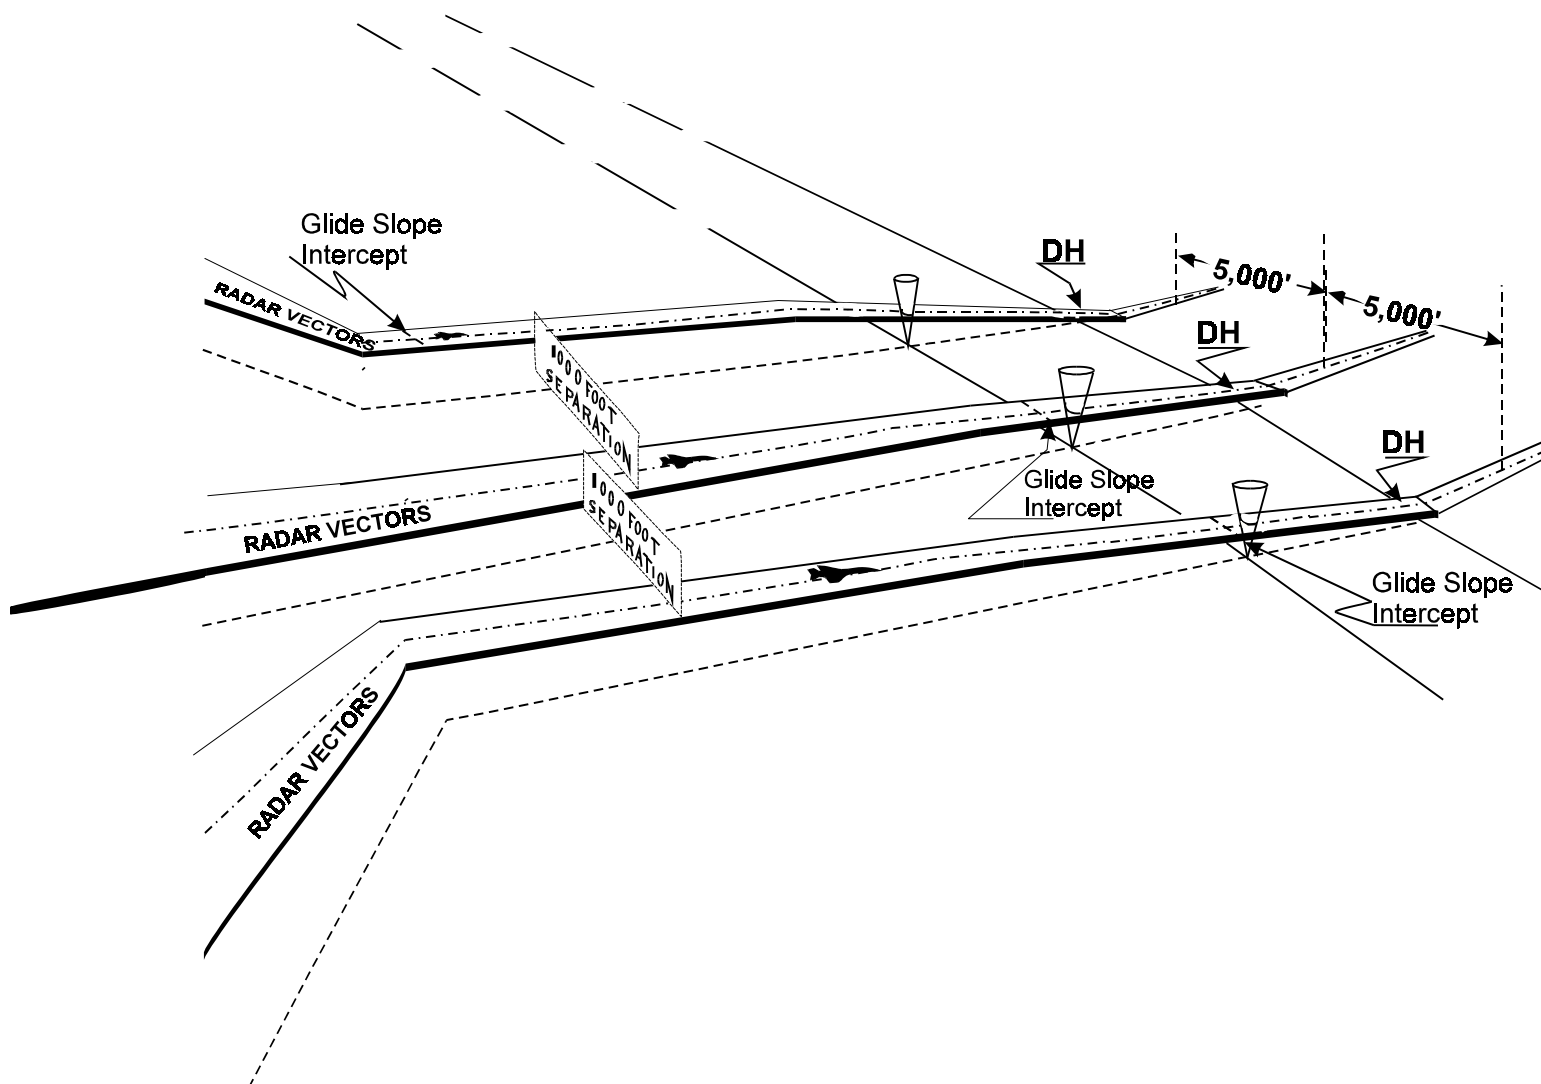 Glide Slope
Intercept
DH
5,000'
RADAR VECTORS
5,000'
DH
1000 FOOT
SEPARATION
DH
Glide Slope
Intercept
1000 FOOT
SEPARATION
RADAR VECTORS
Glide Slope
Intercept
RADAR VECTORS